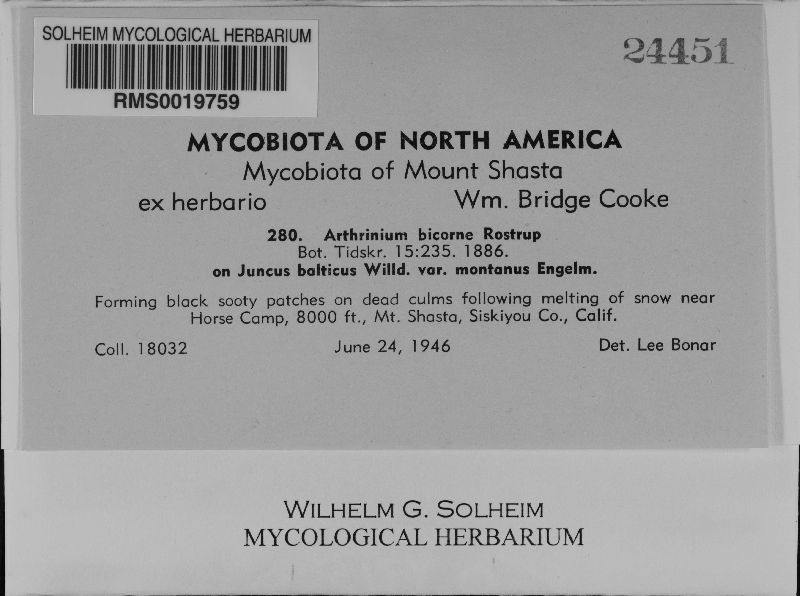 SOLHEIM MYCOLOGICAL HERBARIUM
RMS0019759
24451
MYCOBIOTA OF NORTH AMERICA
Mycobiota of Mount Shasta
ex herbario Wm. Bridge Cooke
280. Arthrinium bicorne Rostrup
Bot. Tidskr. 15:235. 1886.
on Juncus balticus Willd. var. montanus Engelm.
Forming black sooty patches on dead culms following melting of snow near
Horse Camp, 8000 ft., Mt. Shasta, Siskiyou Co., Calif.
Coll. 18032 June 24, 1946 Det. Lee Bonar
WILHELM G. SOLHEIM
MYCOLOGICAL HERBARIUM